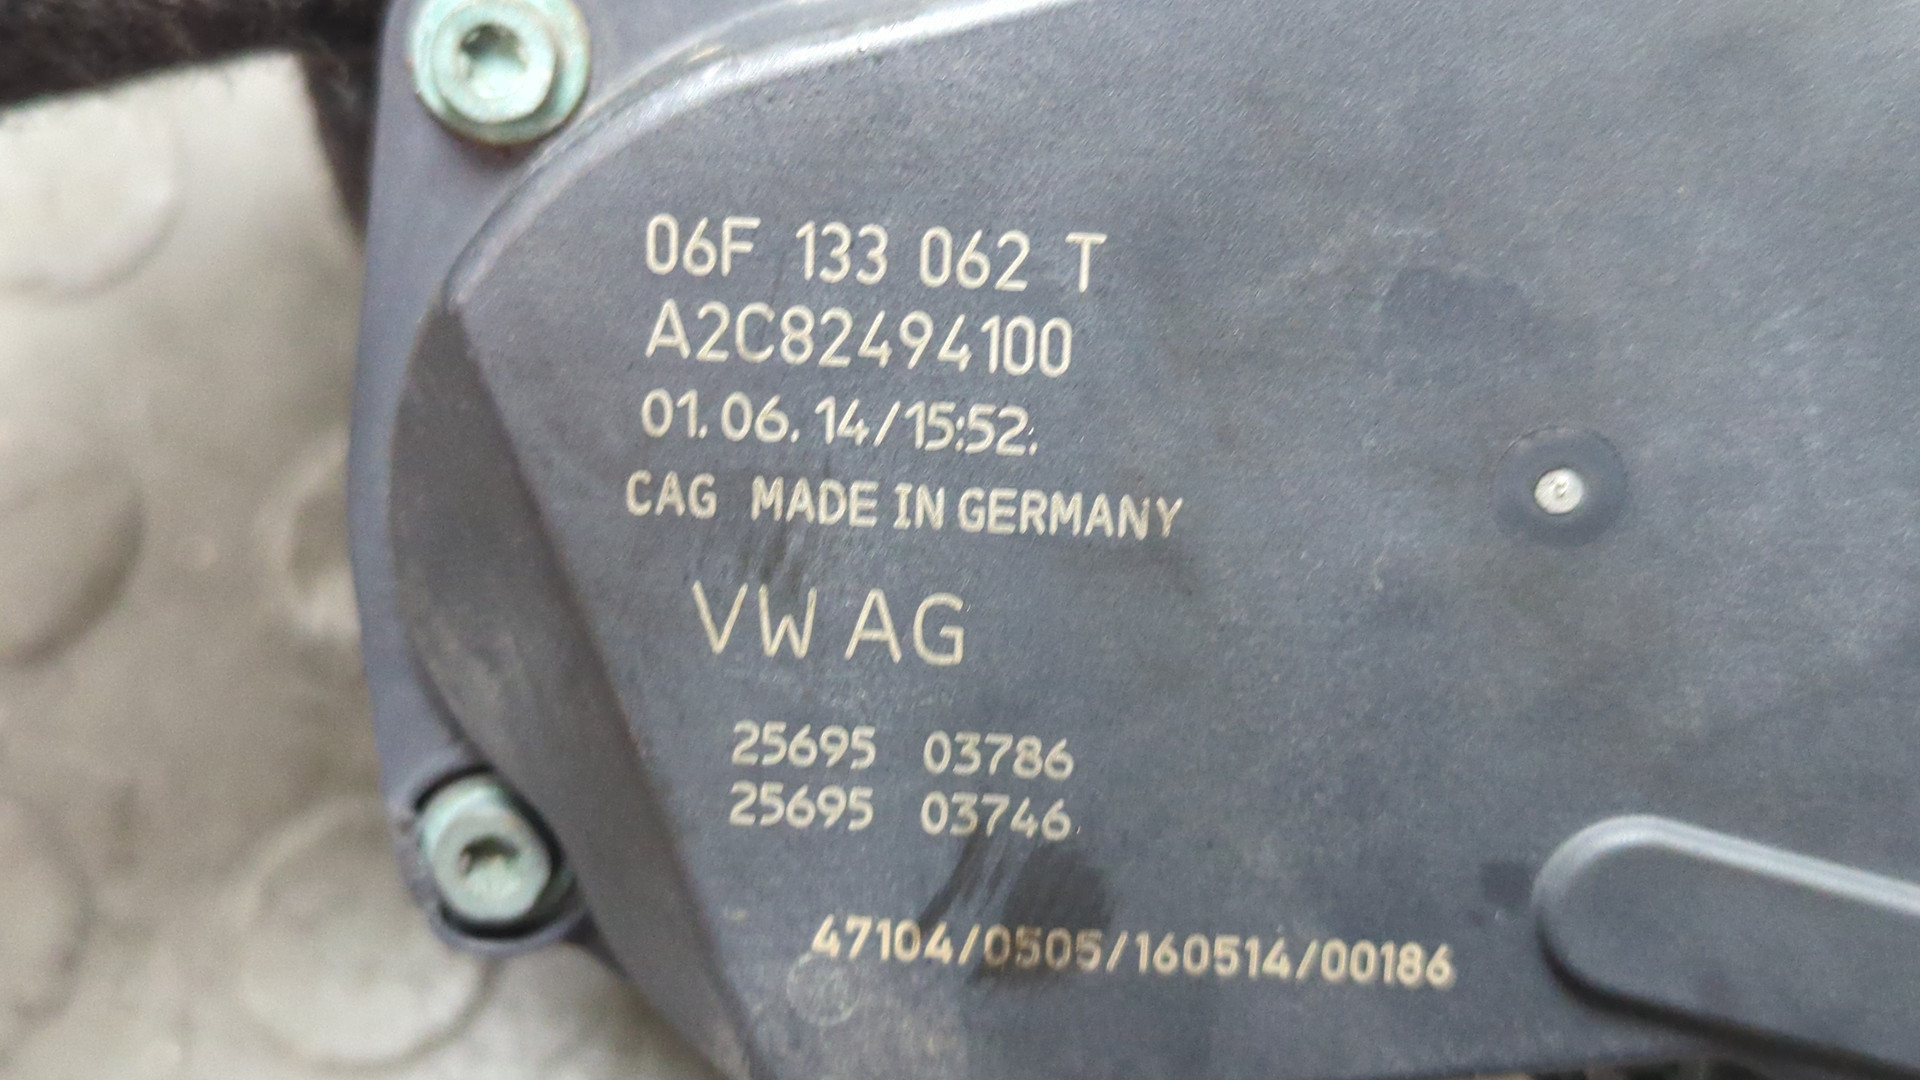 06F 133 062 T
A2C82494100
01.06.14/15:52:
CAG MADE IN GERMANY
VW AG
25695 03786
25695 03746
47104/0505/160514/00186